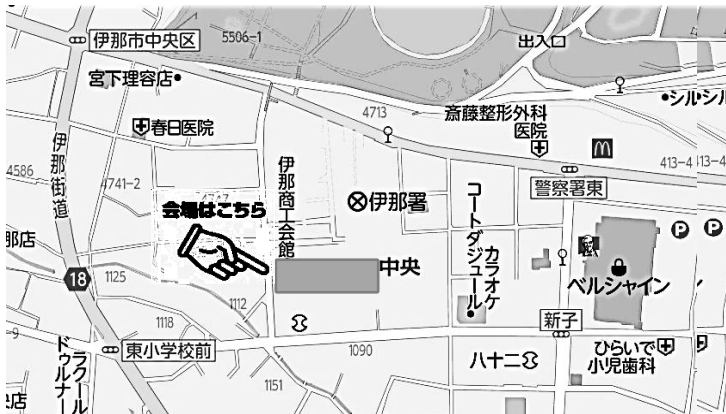 伊那市中央区
5506-1
出入口
宮下理容店
4713
斎藤整形外科
医院
シル
シル
春日医院
伊那街道
4586
4741-2
伊那商工会館
伊那署
警察署東
413-4
413-4
会場はこちら
コートダジュール
カラオケ
那店
18
1125
中央
ベルシャイン
1112
1118
新子
東小学校前
1090
八十二
ひらいで
小児歯科
1151
ラクール
ドゥルナー
-9
店
P
P